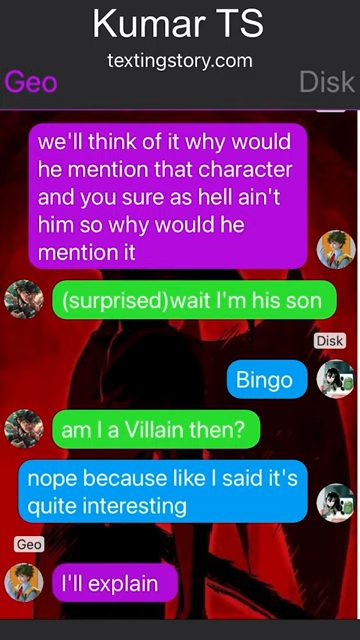 Kumar TS
textingstory.com
Geo
Disk
we'll think of it why would
he mention that character
and you sure as hell ain't
him so why would he
mention it
(surprised)wait I'm his son
Disk
Bingo
am I a Villain then?
nope because like I said it's
quite interesting
Geo
I'll explain